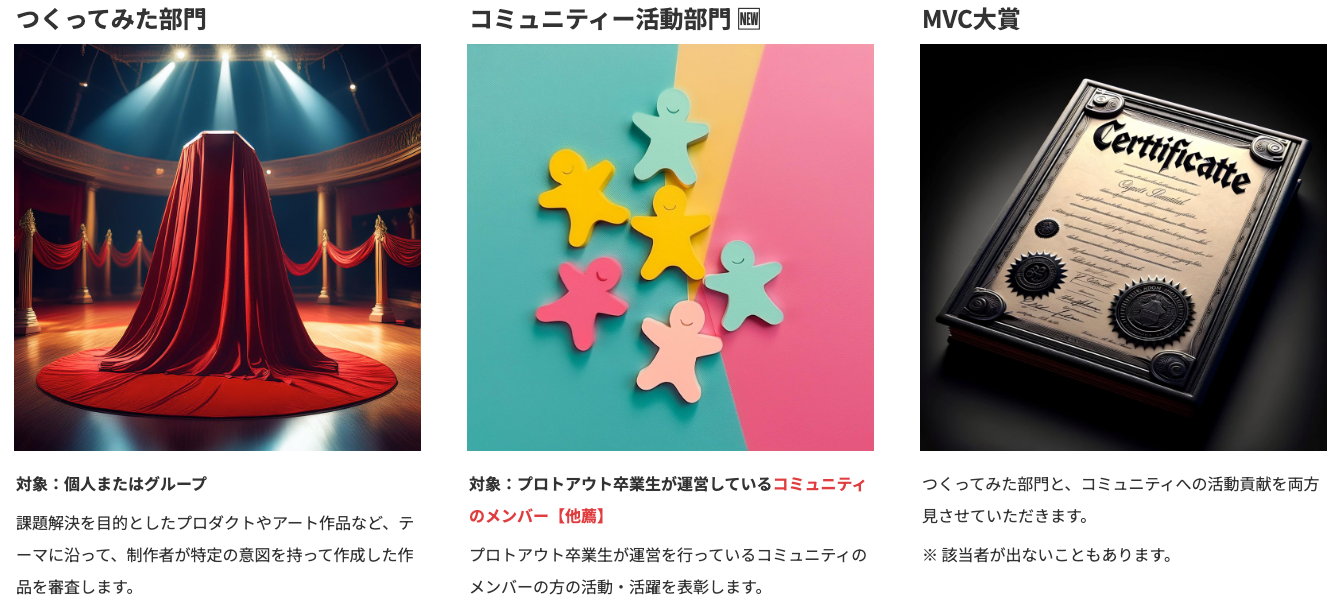 つくってみた部門
コミュニティー活動部門 🆕
MVC大賞
Certtificatte
対象：個人またはグループ
課題解決を目的としたプロダクトやアート作品など、テ
ーマに沿って、制作者が特定の意図を持って作成した作
品を審査します。
対象：プロトアウト卒業生が運営しているコミュニティ
のメンバー【他薦】
プロトアウト卒業生が運営を行っているコミュニティの
メンバーの方の活動・活躍を表彰します。
つくってみた部門と、コミュニティへの活動貢献を両方
見させていただきます。
※ 該当者が出ないこともあります。